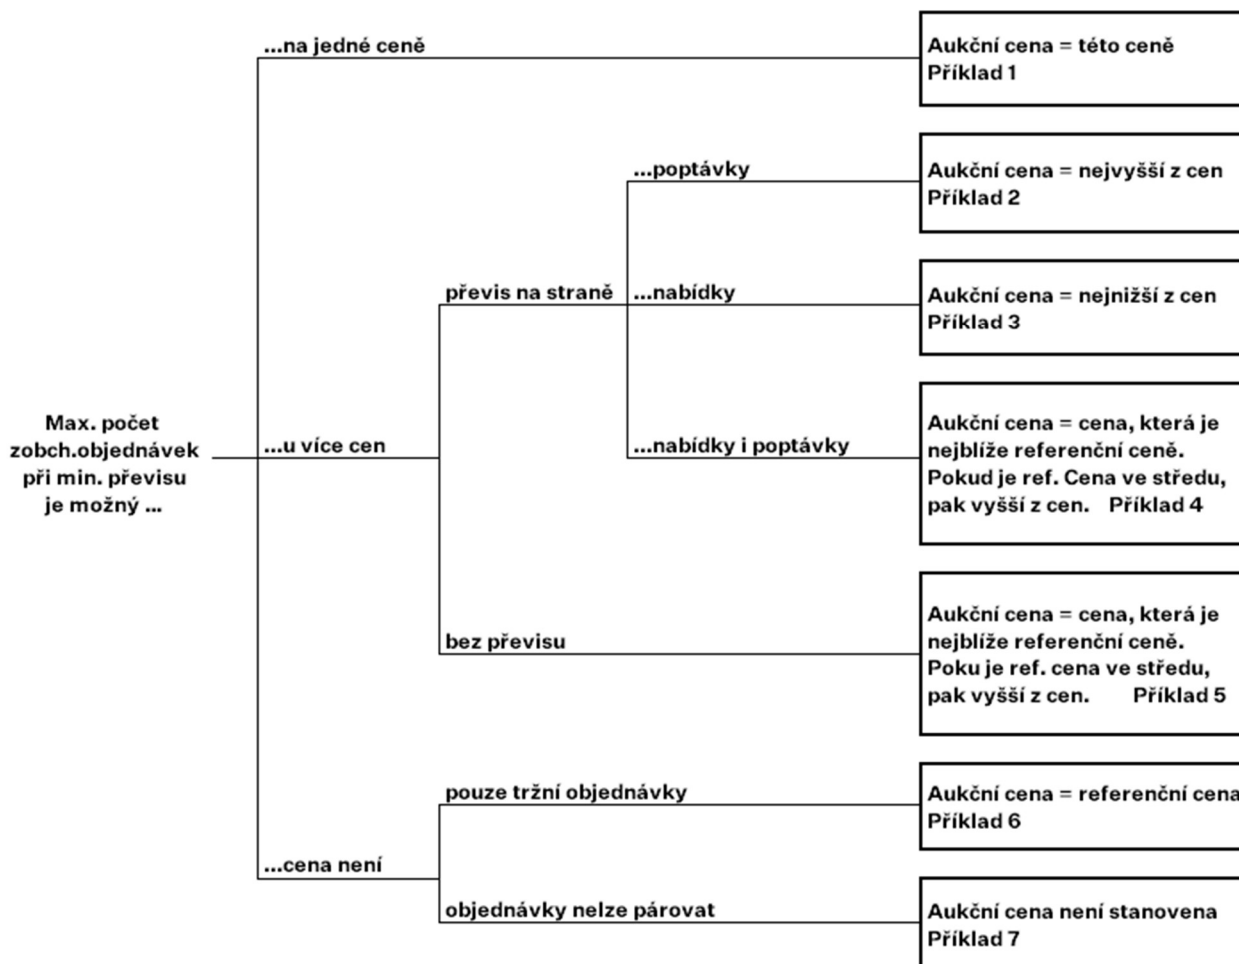 ...na jedné ceně
Aukční cena = této ceně
Příklad 1
...poptávky
Aukční cena = nejvyšší z cen
Příklad 2
převis na straně
...nabídky
Aukční cena = nejnižší z cen
Příklad 3
Max. počet
zobch.objednávek
při min. převisu
je možný ...
...u více cen
...nabídky i poptávky
Aukční cena = cena, která je
nejblíže referenční ceně.
Pokud je ref. Cena ve středu,
pak vyšší z cen. Příklad 4
bez převisu
Aukční cena = cena, která je
nejblíže referenční ceně.
Poku je ref. cena ve středu,
pak vyšší z cen. Příklad 5
pouze tržní objednávky
Aukční cena = referenční cena
Příklad 6
...cena není
objednávky nelze párovat
Aukční cena není stanovena
Příklad 7